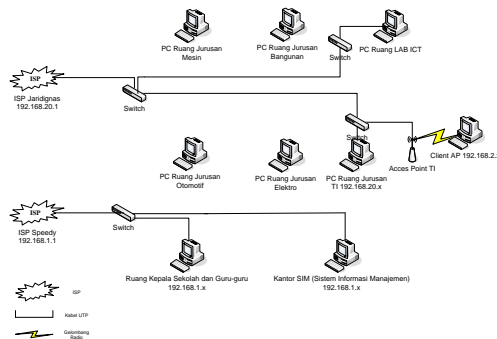 PC Ruang Jurusan
Mesin
PC Ruang Jurusan
Bangunan
Switch
PC Ruang LAB ICT
ISP
ISP Jaridignas
192.168.20.1
Switch
Switch
PC Ruang Jurusan
Otomotif
PC Ruang Jurusan
Elektro
PC Ruang Jurusan
TI 192.168.20.x
Acces Point TI
Client AP 192.168.2.
ISP
ISP Speedy
192.168.1.1
Switch
Ruang Kepala Sekolah dan Guru-guru
192.168.1.x
Kantor SIM (Sistem Informasi Manajemen)
192.168.1.x
ISP
Kabel UTP
Gelombang
Radio